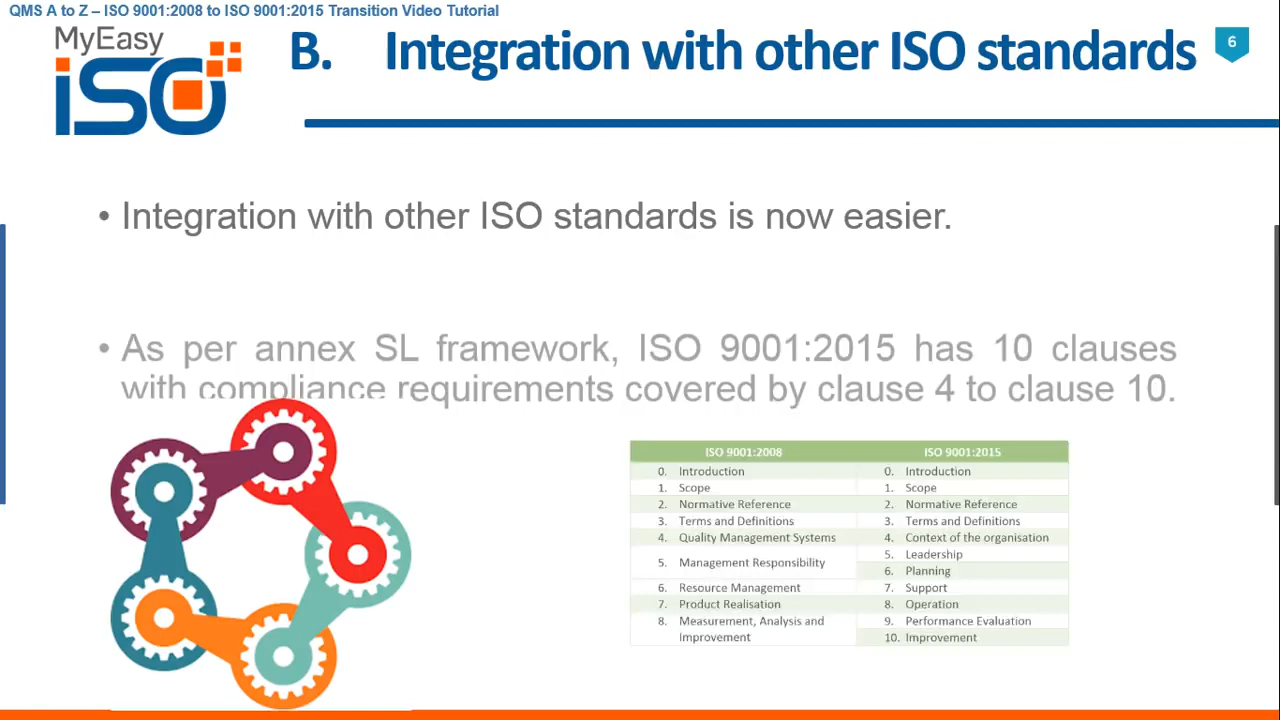 QMS A to Z – ISO 9001:2008 to ISO 9001:2015 Transition Video Tutorial
MyEasy
iso
B. Integration with other ISO standards
6
• Integration with other ISO standards is now easier.
• As per annex SL framework, ISO 9001:2015 has 10 clauses
with compliance requirements covered by clause 4 to clause 10.
ISO 9001:2008 ISO 9001:2015
0. Introduction 0. Introduction
1. Scope 1. Scope
2. Normative Reference 2. Normative Reference
3. Terms and Definitions 3. Terms and Definitions
4. Quality Management Systems 4. Context of the organisation
5. Management Responsibility 5. Leadership
6. Planning
6. Resource Management 7. Support
7. Product Realisation 8. Operation
8. Measurement, Analysis and 9. Performance Evaluation
Improvement 10. Improvement